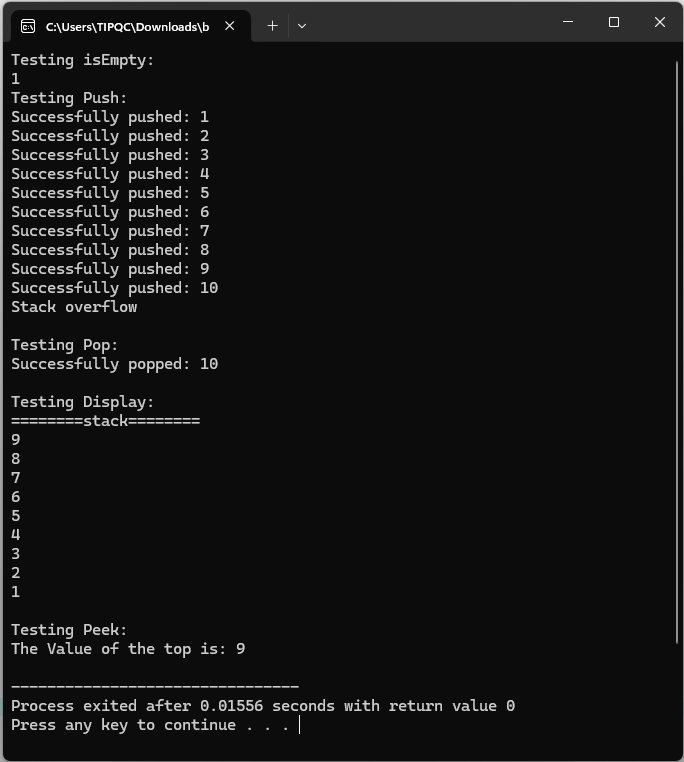 C:\Users\TIPQC\Downloads\b
Testing isEmpty:
1
Testing Push:
Successfully pushed: 1
Successfully pushed: 2
Successfully pushed: 3
Successfully pushed: 4
Successfully pushed: 5
Successfully pushed: 6
Successfully pushed: 7
Successfully pushed: 8
Successfully pushed: 9
Successfully pushed: 10
Stack overflow
Testing Pop:
Successfully popped: 10
Testing Display:
========stack========
9
8
7
6
5
4
3
2
1
Testing Peek:
The Value of the top is: 9
--------------------------------
Process exited after 0.01556 seconds with return value 0
Press any key to continue . . .